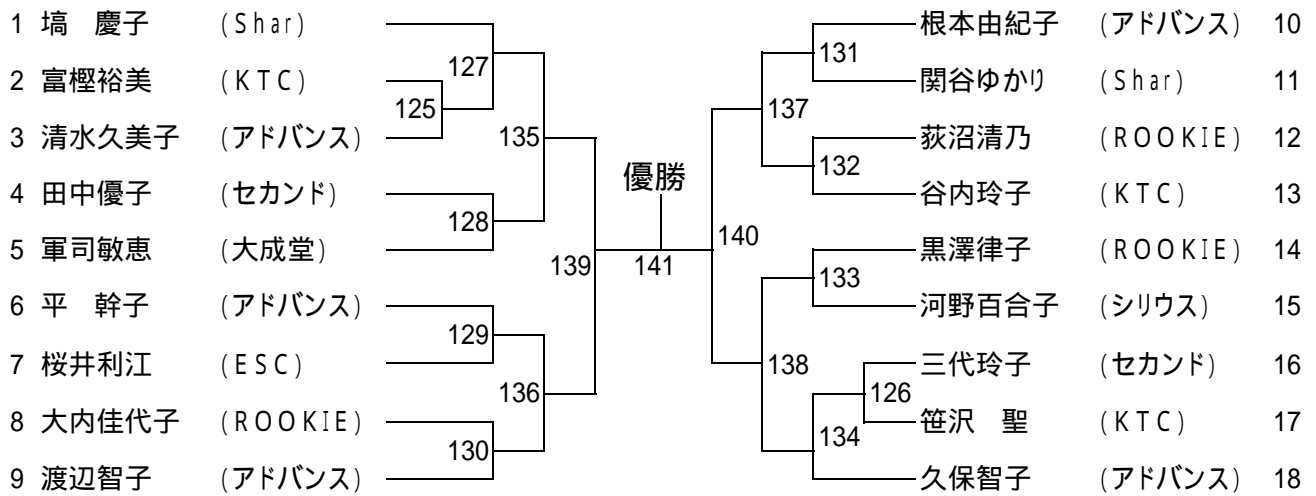 1 塙　慶子 (Shar)
127
2 富樫裕美 (KTC)
125
3 清水久美子 (アドバンス)
135
4 田中優子 (セカンド)
128
5 軍司敏恵 (大成堂)
139
6 平　幹子 (アドバンス)
129
7 桜井利江 (ESC)
136
8 大内佳代子 (ROOKIE)
130
9 渡辺智子 (アドバンス)
優勝
141
根本由紀子 (アドバンス) 10
131
関谷ゆかり (Shar) 11
137
荻沼清乃 (ROOKIE) 12
132
谷内玲子 (KTC) 13
140
黒澤律子 (ROOKIE) 14
133
河野百合子 (シリウス) 15
138
三代玲子 (セカンド) 16
126
笹沢　聖 (KTC) 17
134
久保智子 (アドバンス) 18